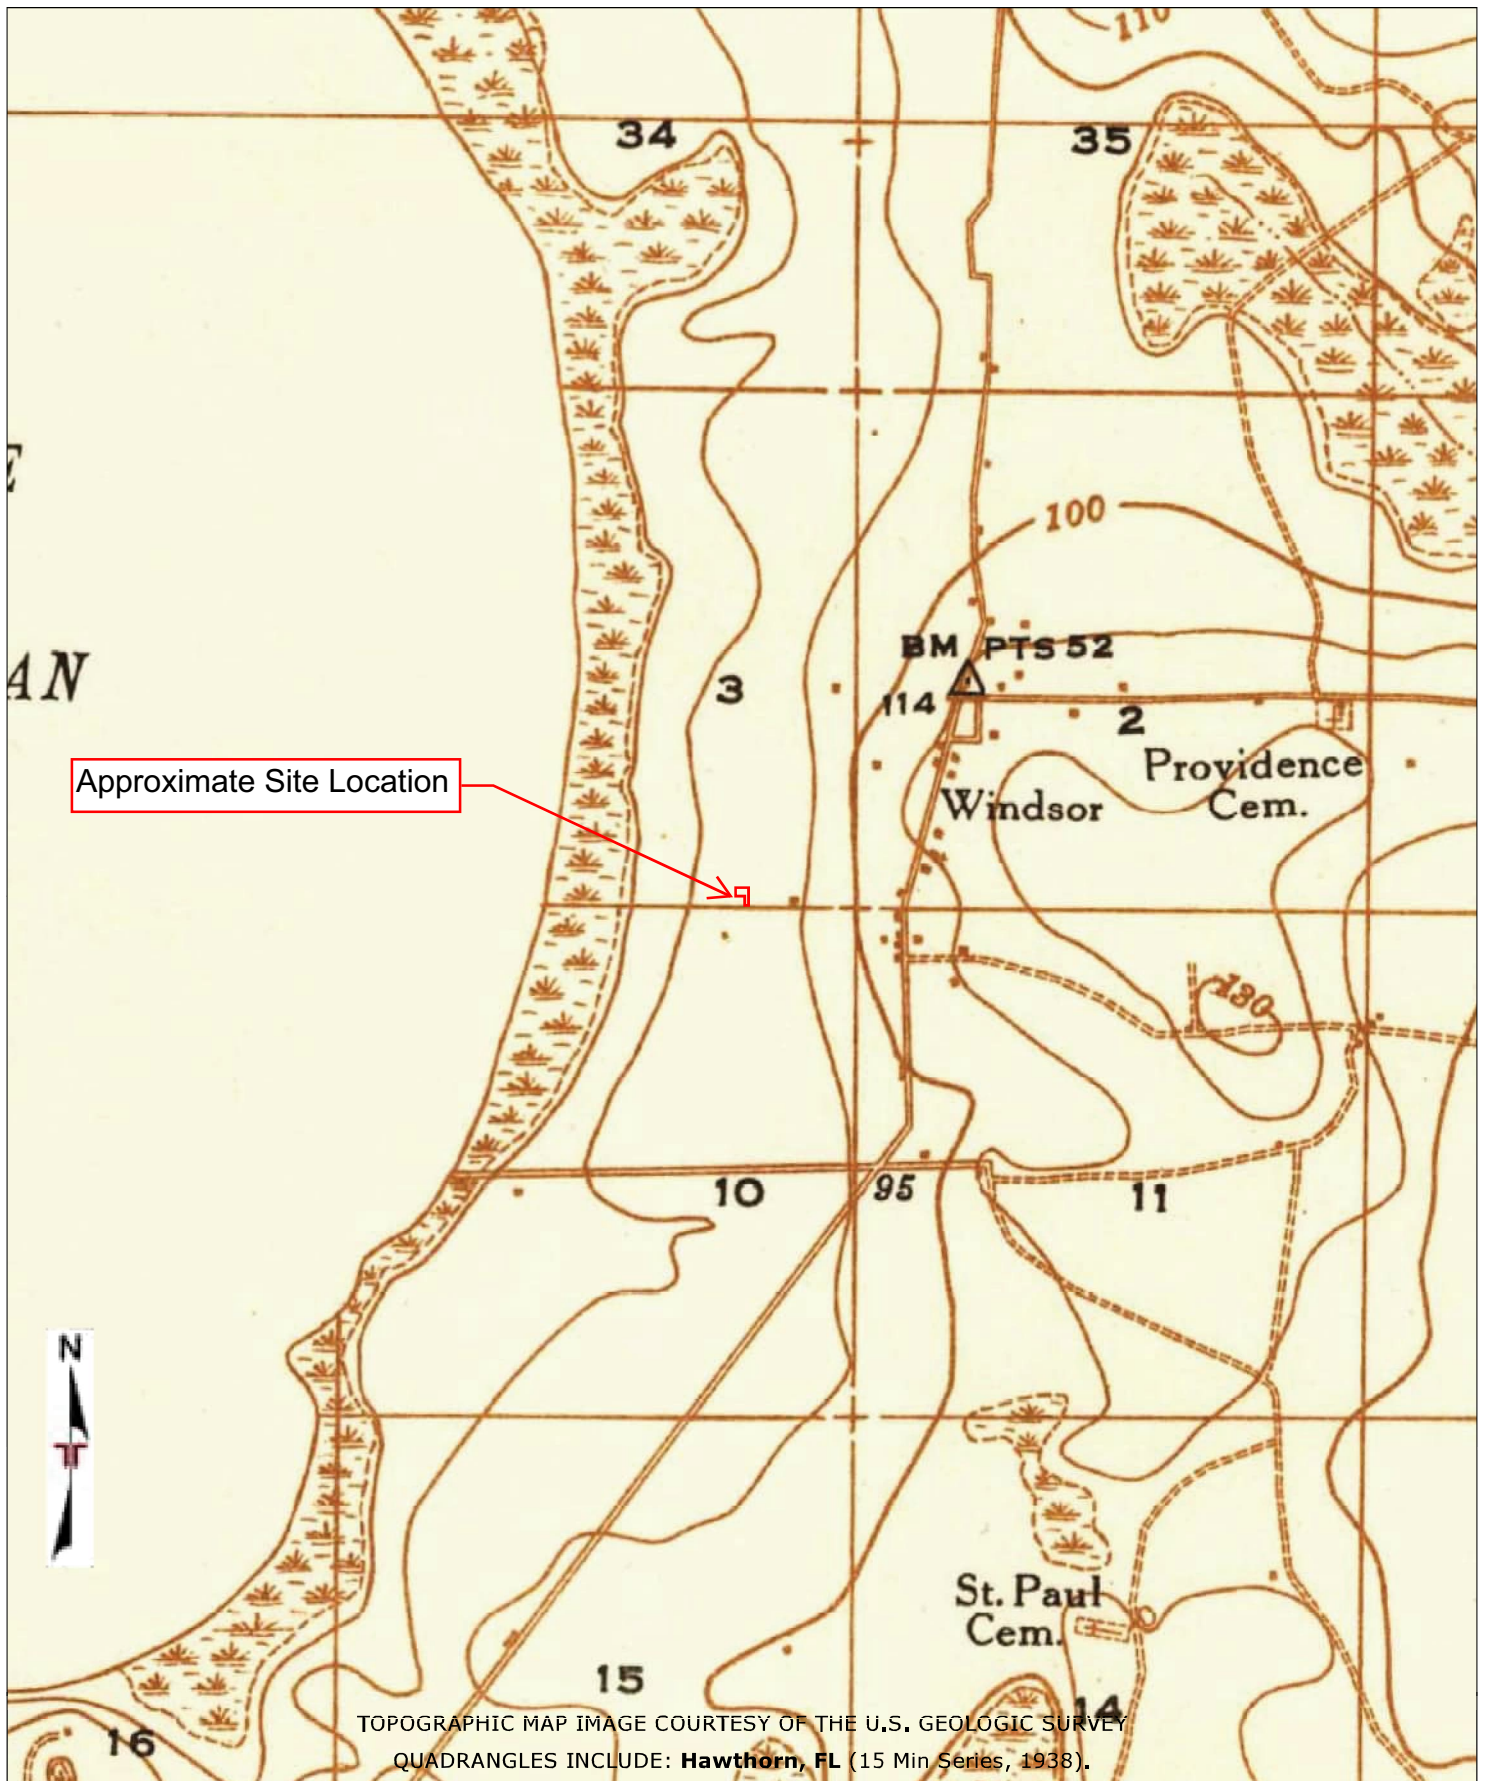 110
34
35
E
100
BM PTS 52
AN
3
114
2
Providence
Cem.
Approximate Site Location
Windsor
130
10
95
11
N
T
St. Paul
Cem.
15
14
16
TOPOGRAPHIC MAP IMAGE COURTESY OF THE U.S. GEOLOGIC SURVEY
QUADRANGLES INCLUDE: Hawthorn, FL (15 Min Series, 1938).